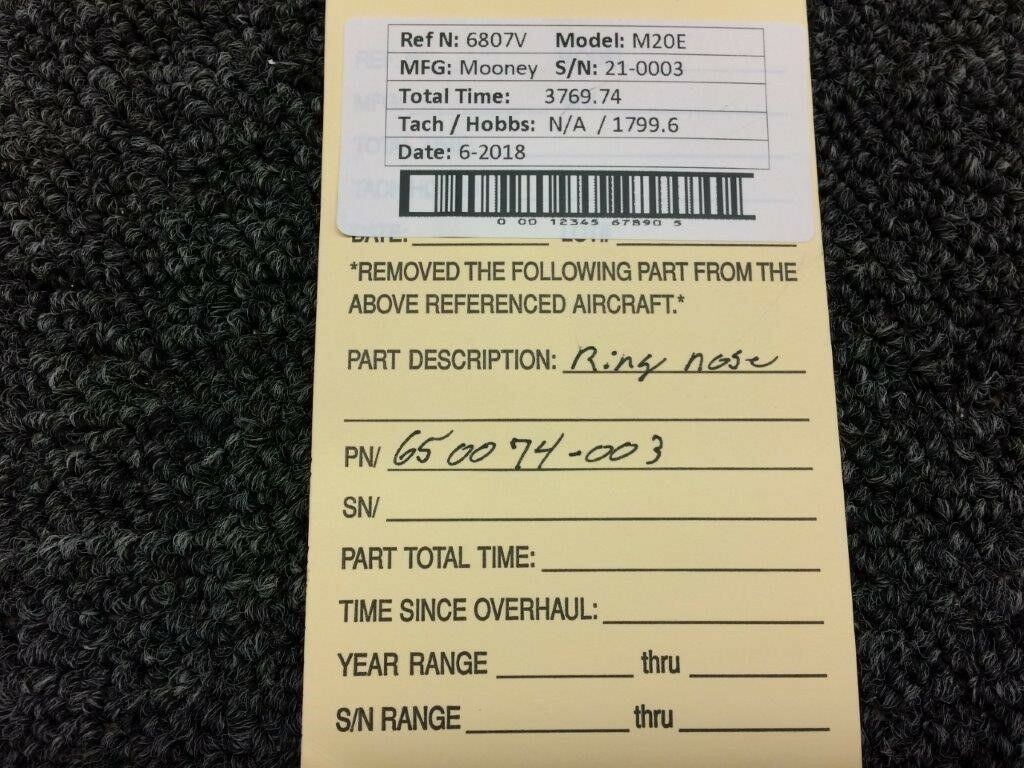 Ref N: 6807V Model: M20E
MFG: Mooney S/N: 21-0003
Total Time: 3769.74
Tach / Hobbs: N/A / 1799.6
Date: 6-2018
0 00 12345 67890 5
DATE:
*REMOVED THE FOLLOWING PART FROM THE
ABOVE REFERENCED AIRCRAFT.*
PART DESCRIPTION: Ring nose
PN/ 650074-003
SN/
PART TOTAL TIME:
TIME SINCE OVERHAUL:
YEAR RANGE thru
S/N RANGE thru